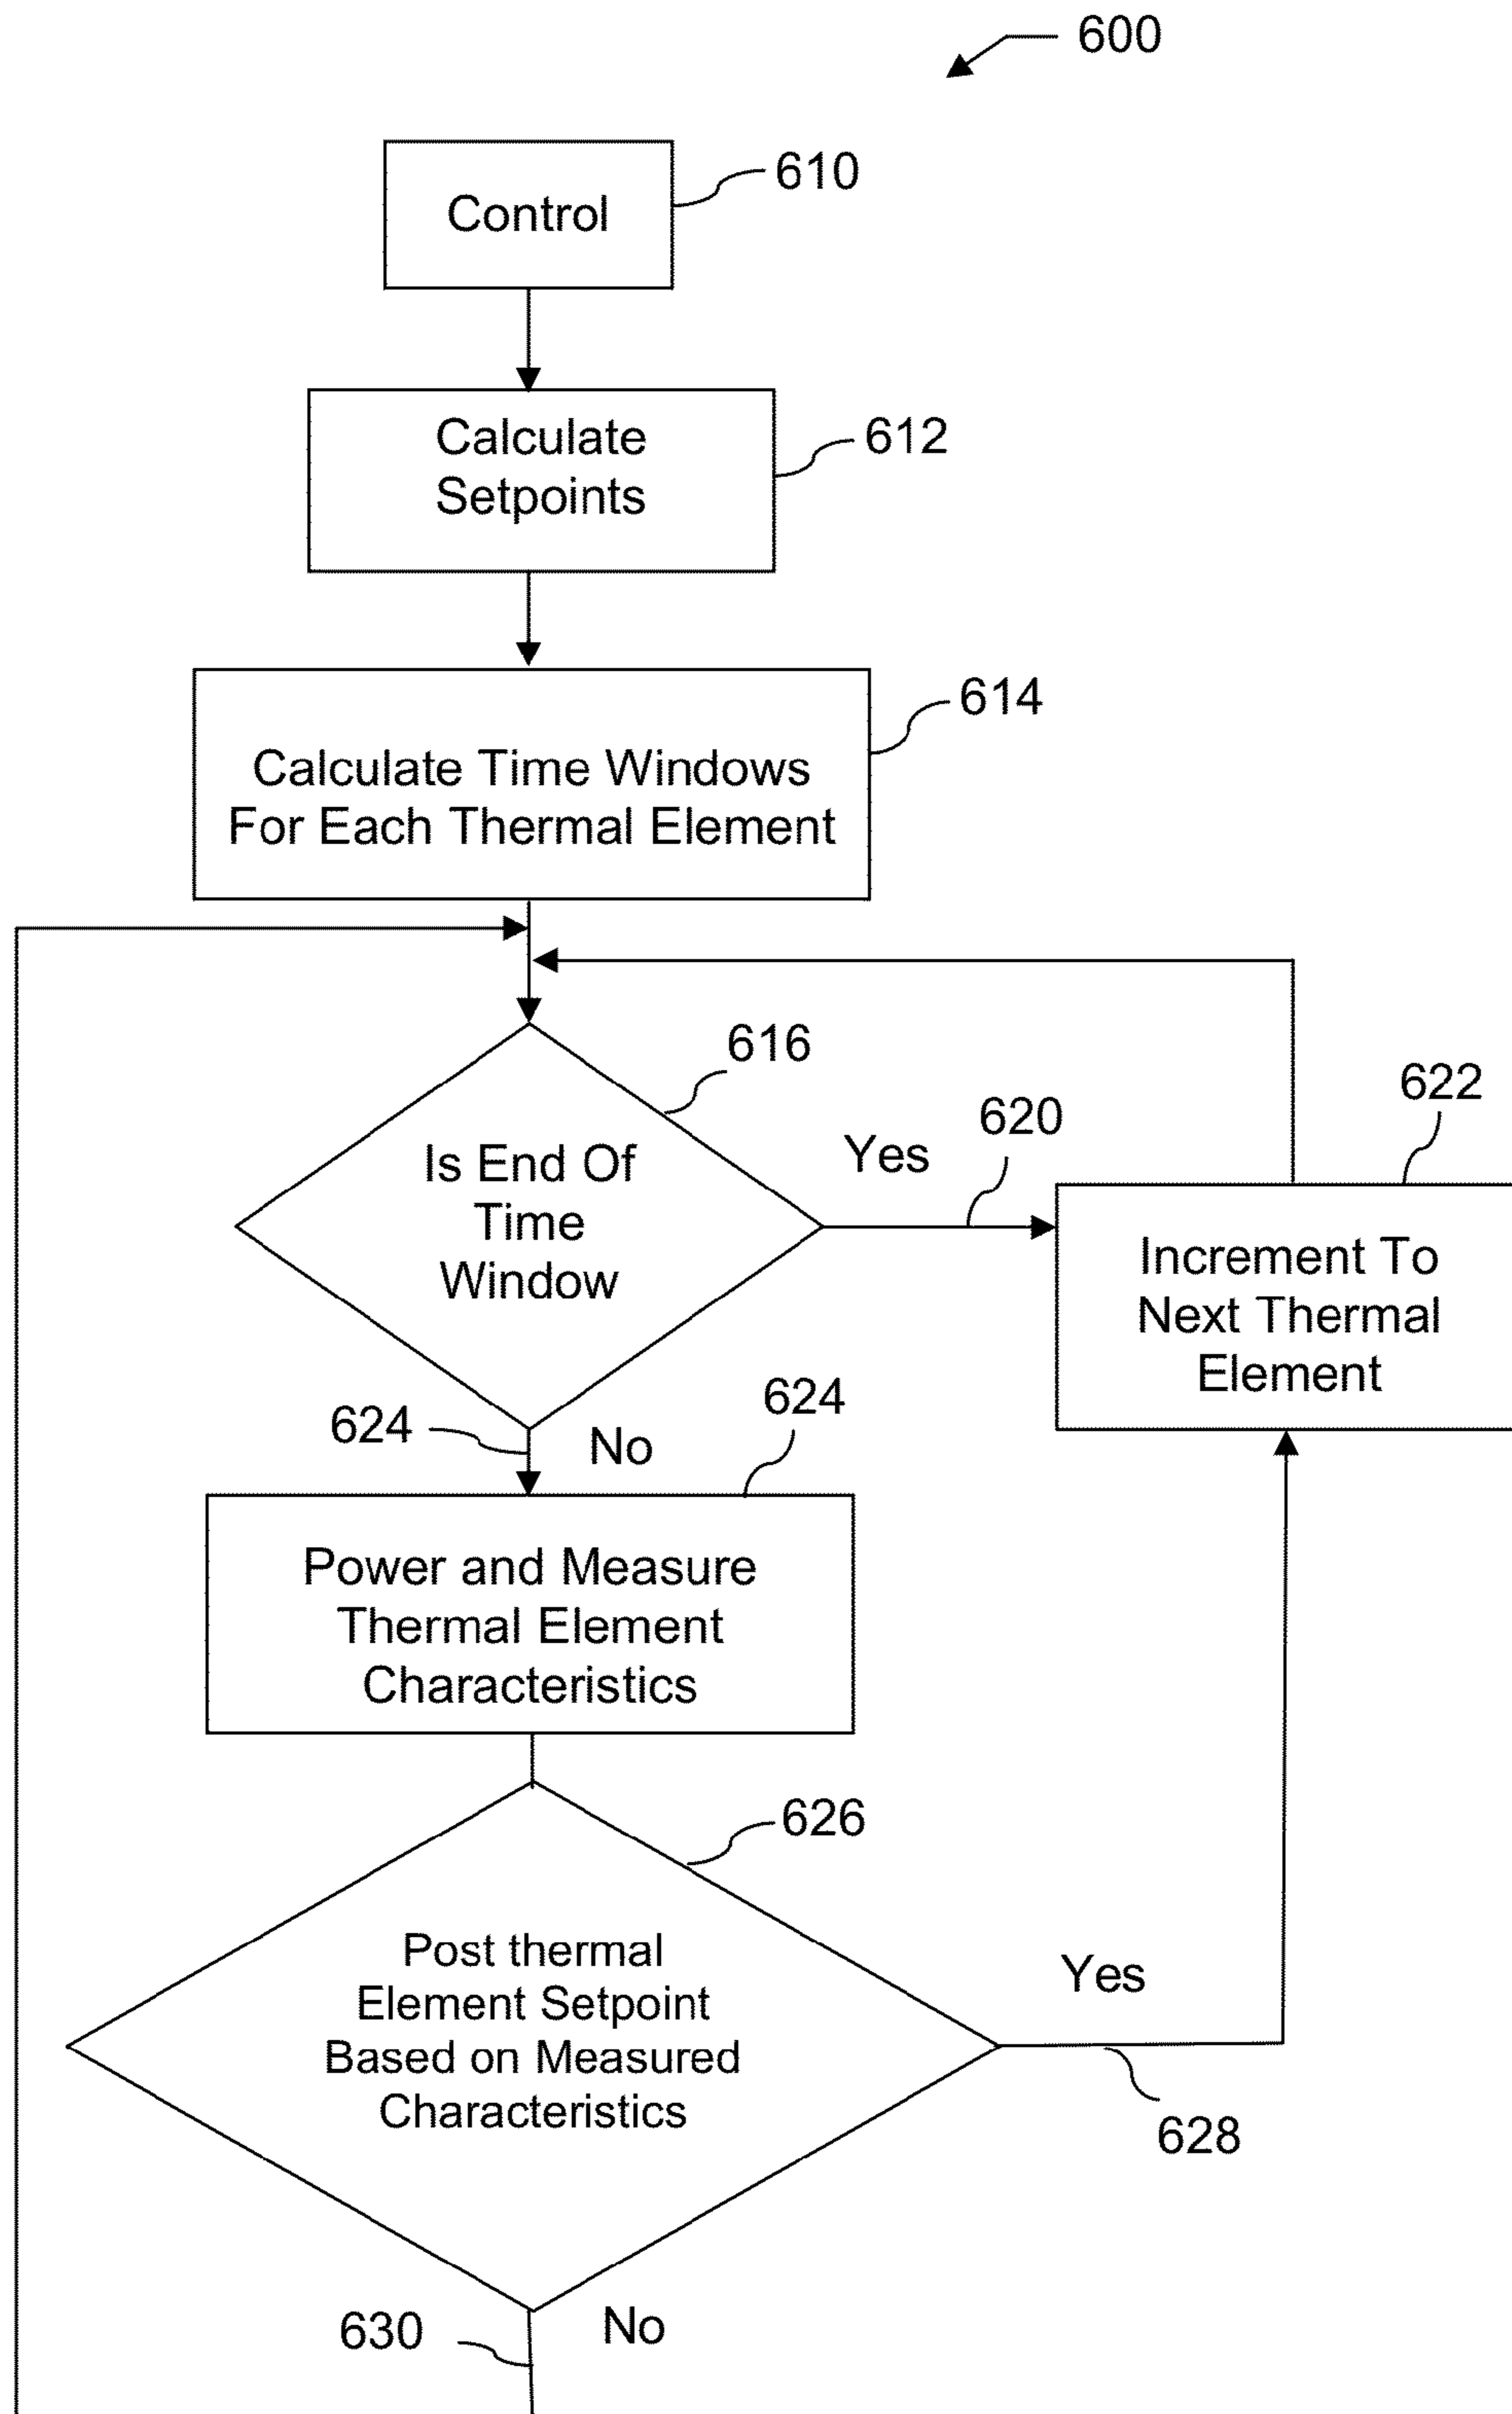 600
Control
610
Calculate
Setpoints
612
Calculate Time Windows
For Each Thermal Element
614
Is End Of
Time
Window
616
Yes
620
622
Increment To
Next Thermal
Element
624
No
624
Power and Measure
Thermal Element
Characteristics
626
Post thermal
Element Setpoint
Based on Measured
Characteristics
Yes
628
630
No